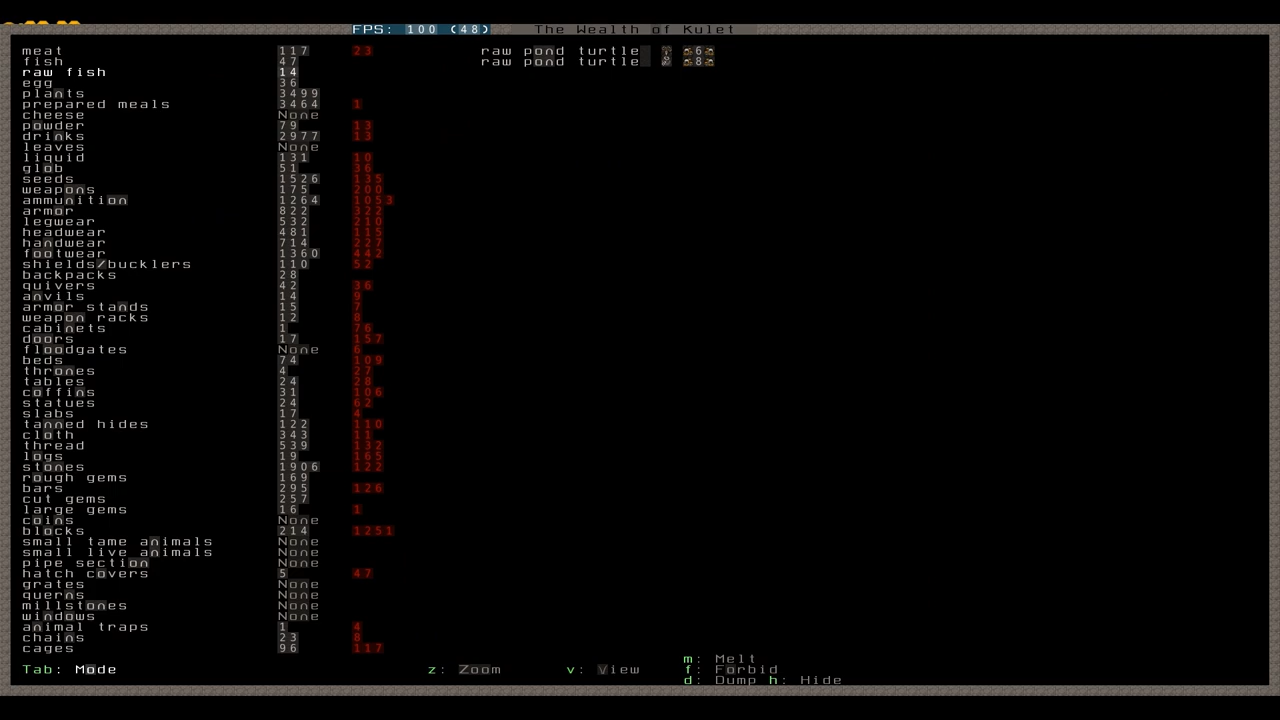 FPS: 100 (48) The Wealth of Kulet
meat 117 23 raw pond turtle 6
fish 47 raw pond turtle 8
raw fish 14
egg 36
plants 3499
prepared meals 3464 1
cheese None
powder 79 13
drinks 2977 13
leaves None
liquid 131 10
glob 51 36
seeds 1526 135
weapons 175 200
ammunition 1264 1053
armor 822 322
legwear 532 210
headwear 481 115
handwear 714 227
footwear 1360 442
shields/bucklers 110 52
backpacks 28
quivers 42 36
anvils 14 9
armor stands 15 7
weapon racks 12 8
cabinets 1 76
doors 17 157
floodgates None 6
beds 74 109
thrones 4 27
tables 24 28
coffins 31 106
statues 24 62
slabs 17 4
tanned hides 122 110
cloth 343 11
thread 539 132
logs 19 165
stones 1906 122
rough gems 169
bars 295 126
cut gems 257
large gems 16 1
coins None
blocks 214 1251
small tame animals None
small live animals None
pipe section None
hatch covers 5 47
grates None
querns None
millstones None
windows None
animal traps 1 4
chains 23 8
cages 96 117
m: Melt
Tab: Mode z: Zoom v: View f: Forbid
d: Dump h: Hide